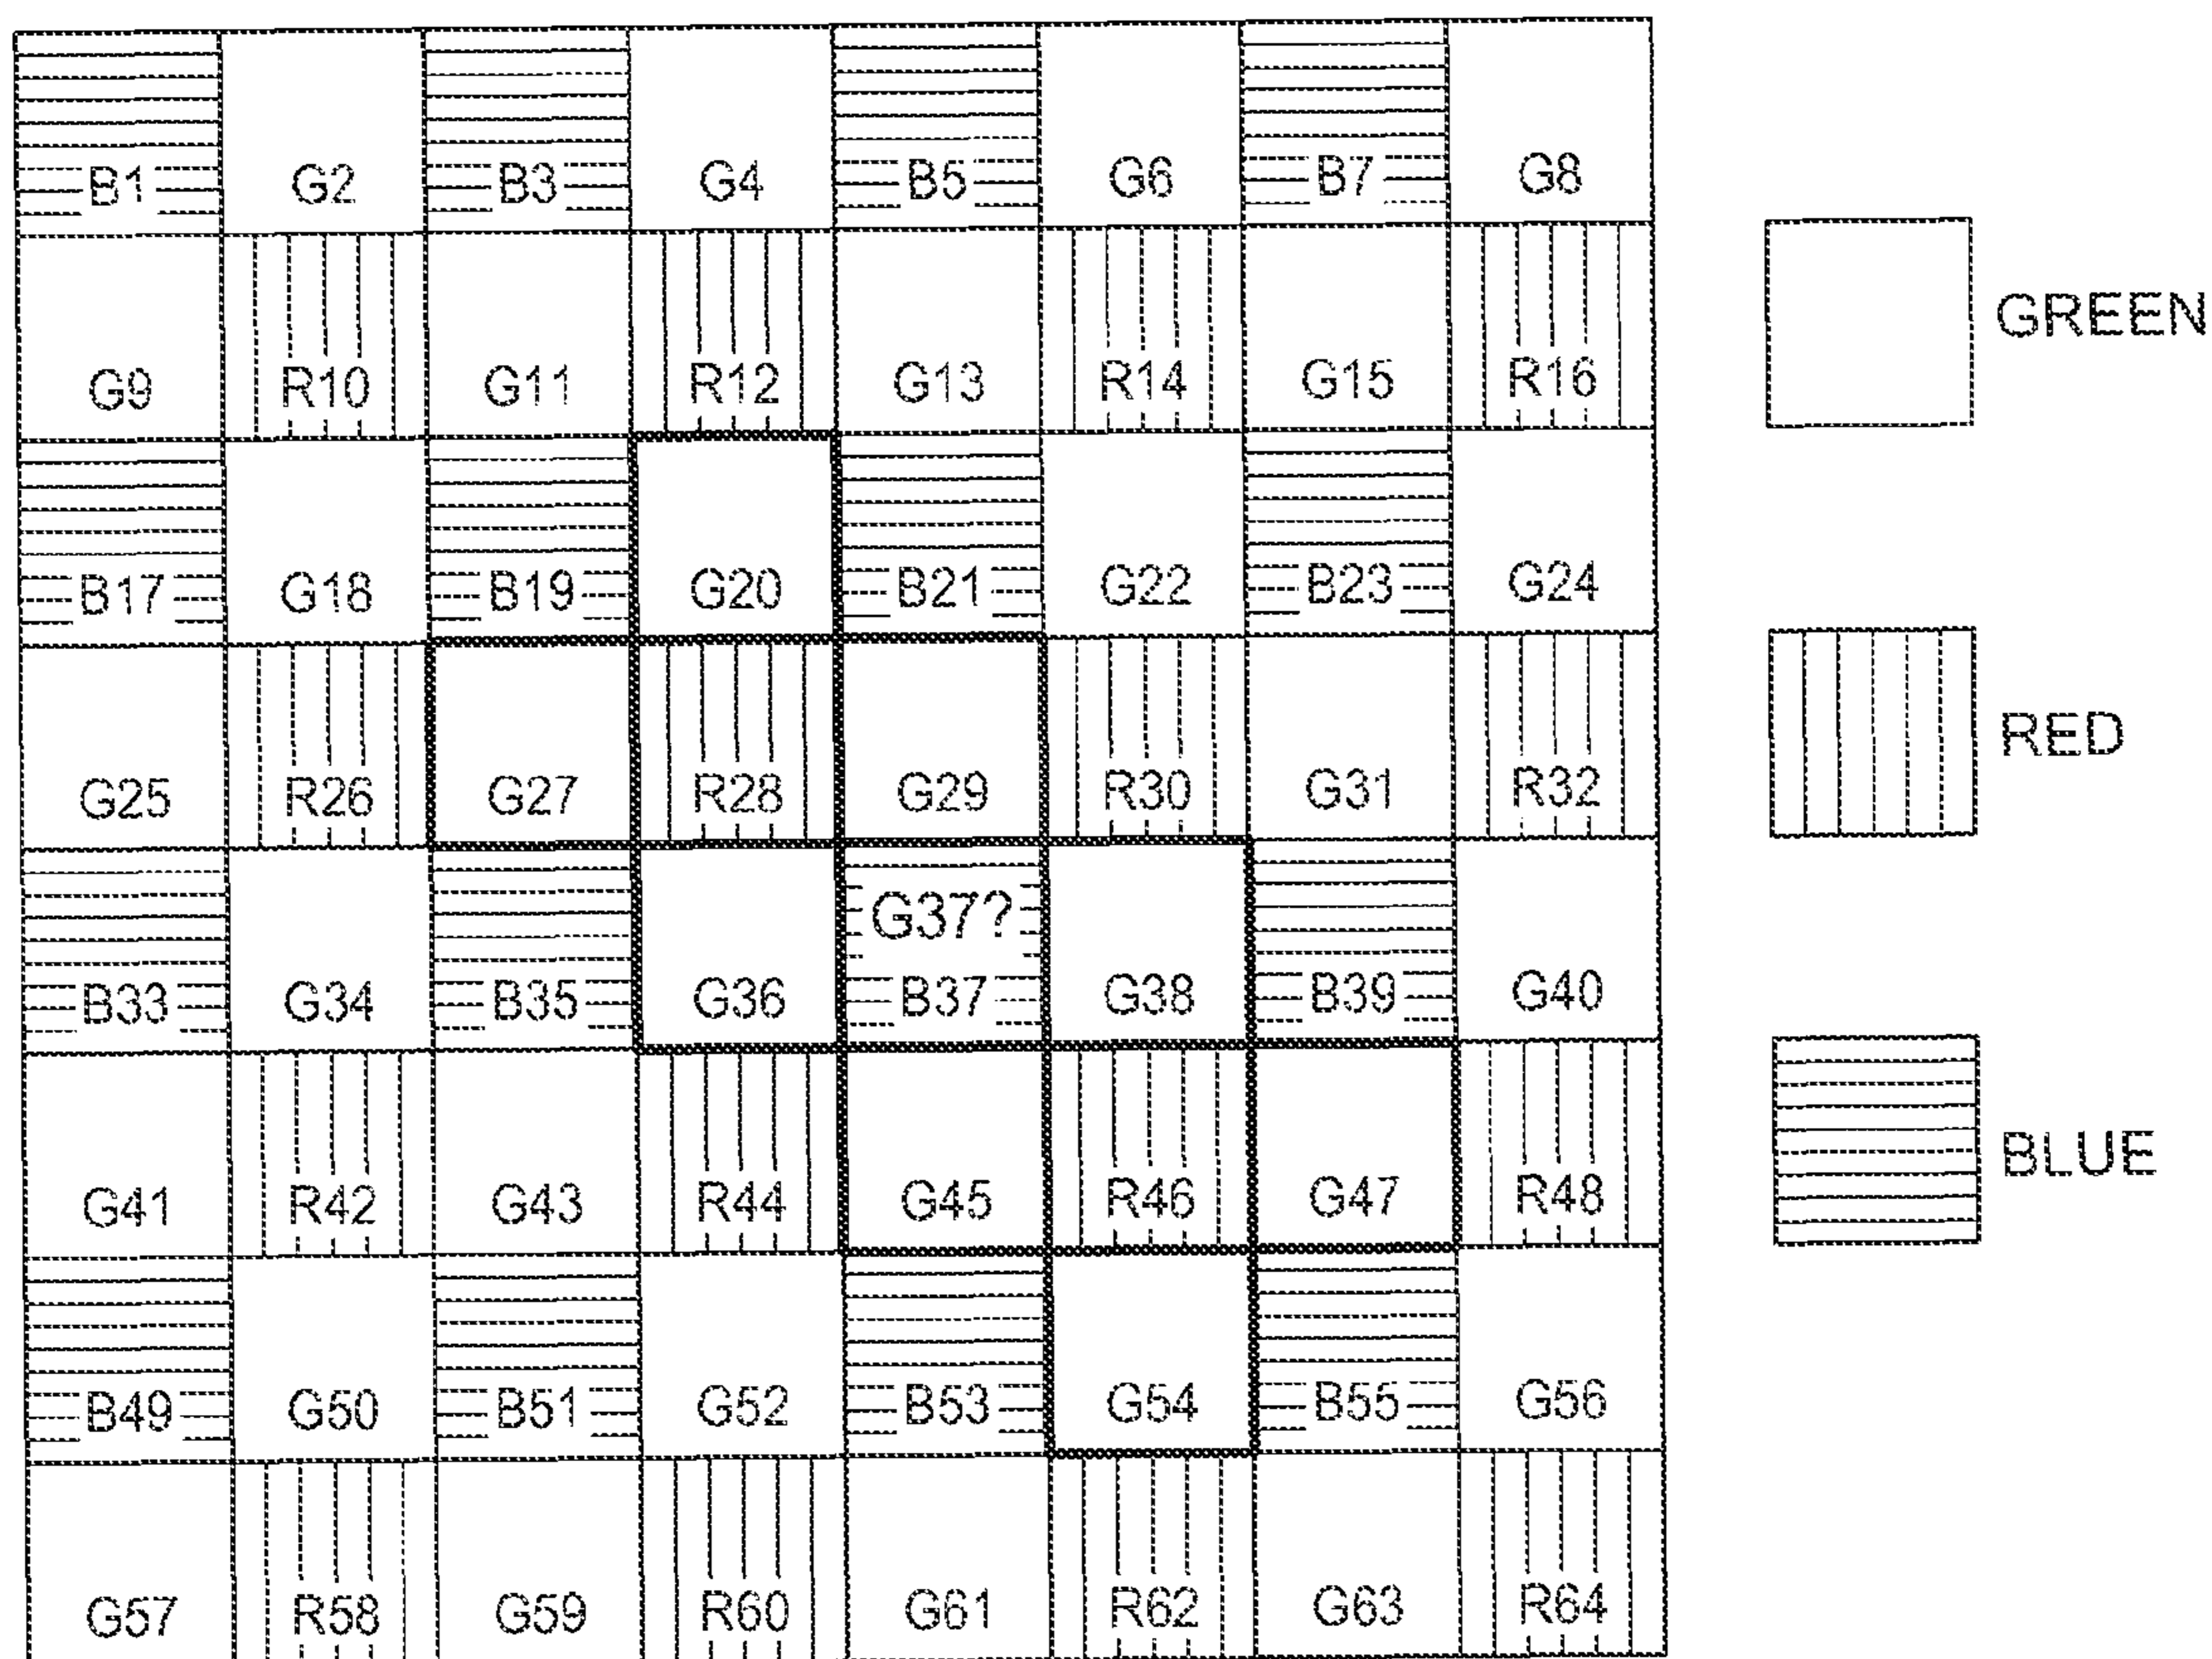 B1 G2 B3 G4 B5 G6 B7 G8
G9 R10 G11 R12 G13 R14 G15 R16
GREEN
B17 G18 B19 G20 B21 G22 B23 G24
G25 R26 G27 R28 G29 R30 G31 R32
RED
G37?
B33 G34 B35 G36 B37 G38 B39 G40
G41 R42 G43 R44 G45 R46 G47 R48
BLUE
B49 G50 B51 G52 B53 G54 B55 G56
G57 R58 G59 R60 G61 R62 G63 R64